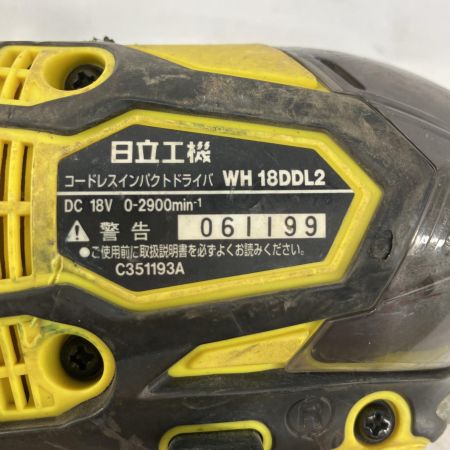 日立工機
コードレスインパクトドライバ WH 18DDL2
DC 18V 0-2900min⁻¹
⚠ 警告 061199
●ご使用前に取扱説明書を必ずよくお読みください。
C351193A
R